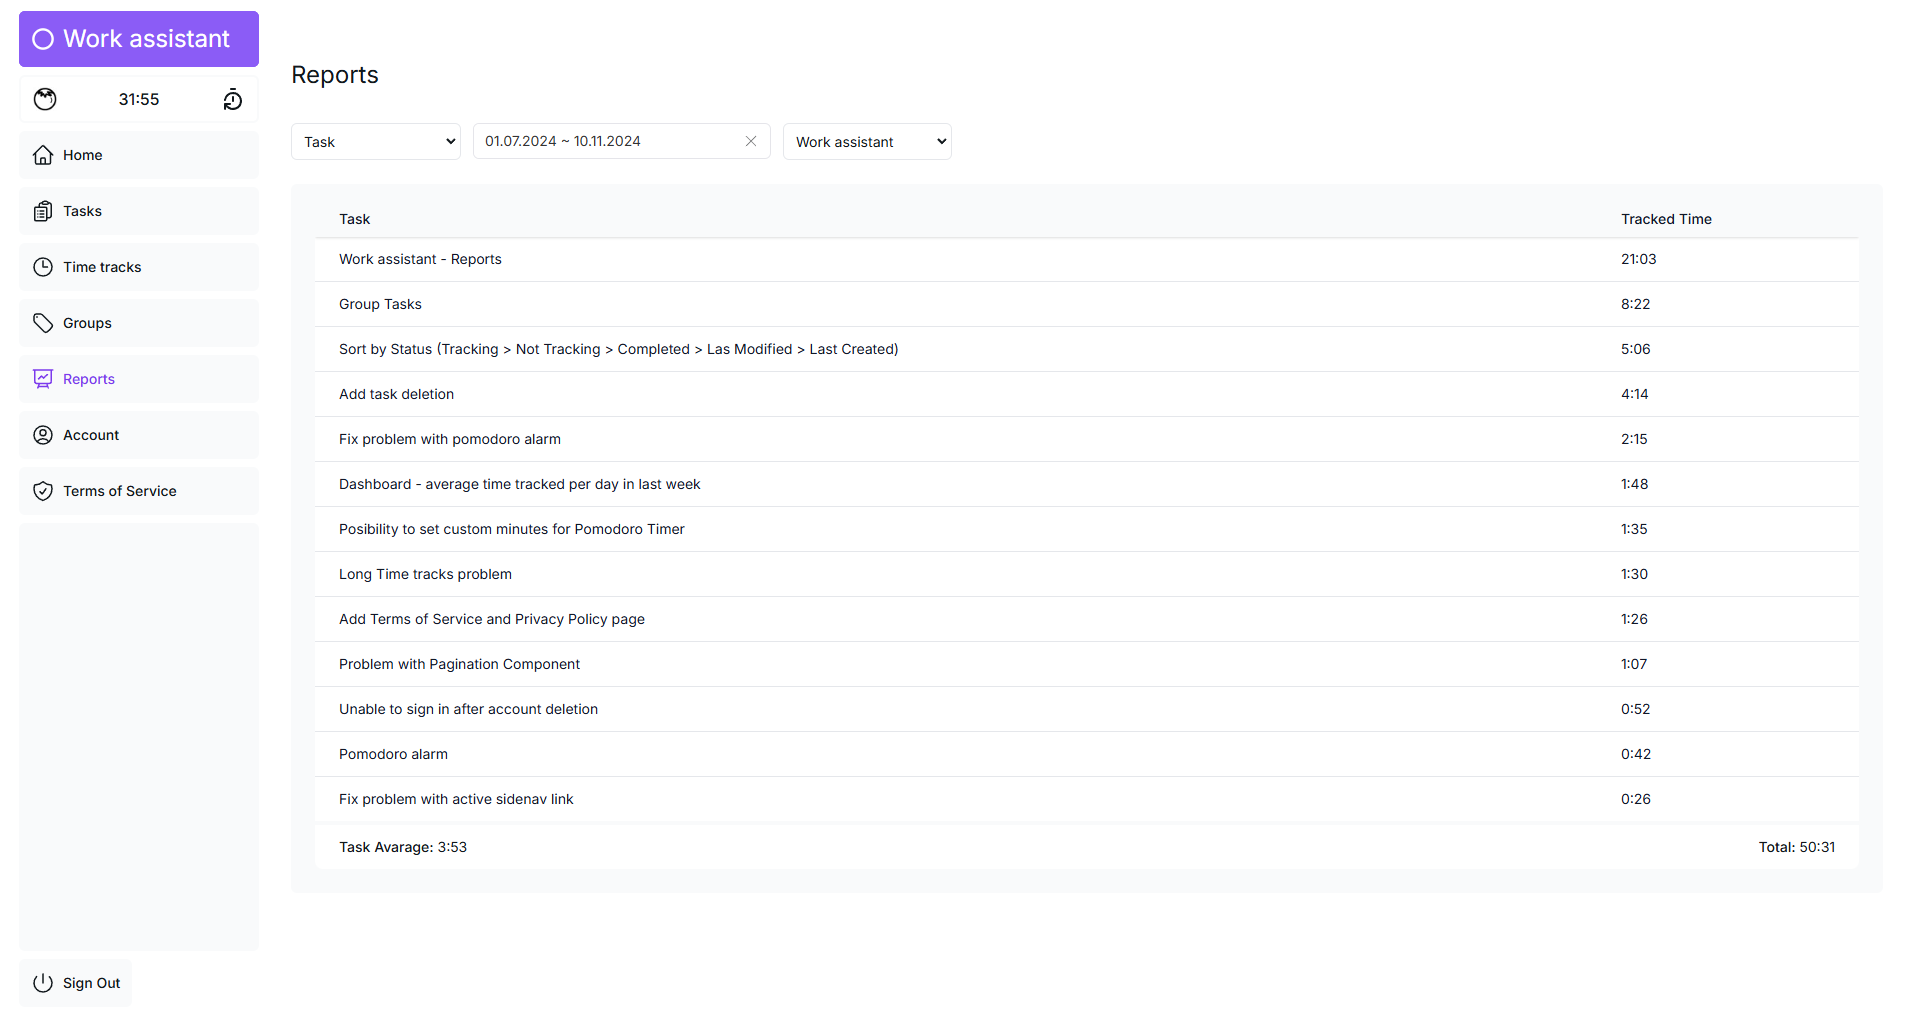 Work assistant
31:55
Home
Tasks
Time tracks
Groups
Reports
Account
Terms of Service
Sign Out
Reports
Task 01.07.2024 ~ 10.11.2024 Work assistant
Task Tracked Time
Work assistant - Reports 21:03
Group Tasks 8:22
Sort by Status (Tracking > Not Tracking > Completed > Las Modified > Last Created) 5:06
Add task deletion 4:14
Fix problem with pomodoro alarm 2:15
Dashboard - average time tracked per day in last week 1:48
Posibility to set custom minutes for Pomodoro Timer 1:35
Long Time tracks problem 1:30
Add Terms of Service and Privacy Policy page 1:26
Problem with Pagination Component 1:07
Unable to sign in after account deletion 0:52
Pomodoro alarm 0:42
Fix problem with active sidenav link 0:26
Task Avarage: 3:53 Total: 50:31